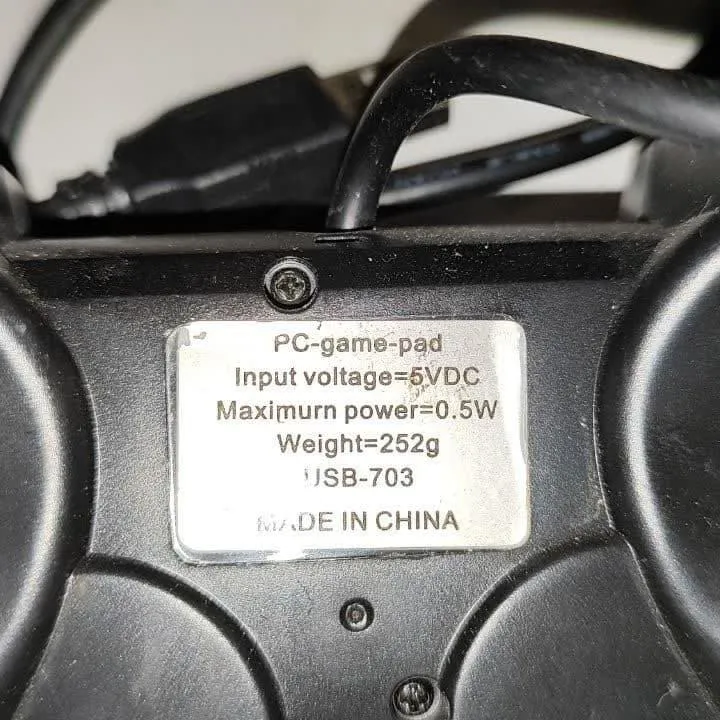 PC-game-pad
Input voltage=5VDC
Maximurn power=0.5W
Weight=252g
USB-703
MADE IN CHINA